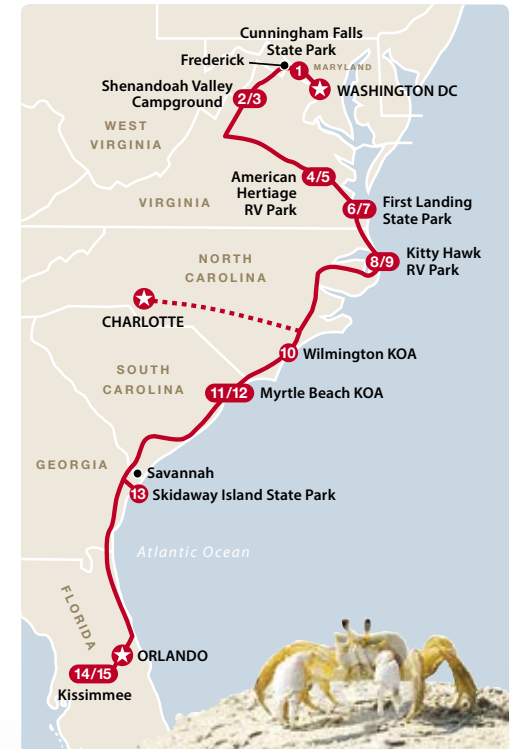 Cunningham Falls
State Park
Frederick
1
MARYLAND
WASHINGTON DC
Shenandoah Valley
Campground
2/3
WEST
VIRGINIA
American
Hertiage
RV Park
4/5
VIRGINIA
6/7
First Landing
State Park
8/9
Kitty Hawk
RV Park
NORTH
CAROLINA
CHARLOTTE
10
Wilmington KOA
SOUTH
CAROLINA
11/12
Myrtle Beach KOA
GEORGIA
Savannah
13
Skidaway Island State Park
Atlantic Ocean
FLORIDA
ORLANDO
14/15
Kissimmee